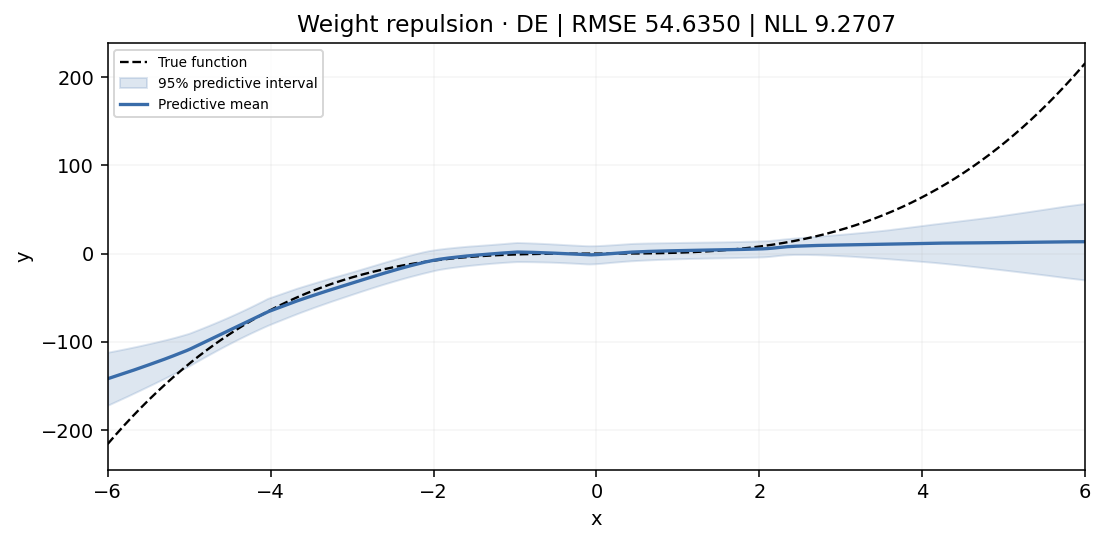 Weight repulsion · DE | RMSE 54.6350 | NLL 9.2707
True function
95% predictive interval
Predictive mean
y
200
100
0
−100
−200
−6
−4
−2
0
2
4
6
x